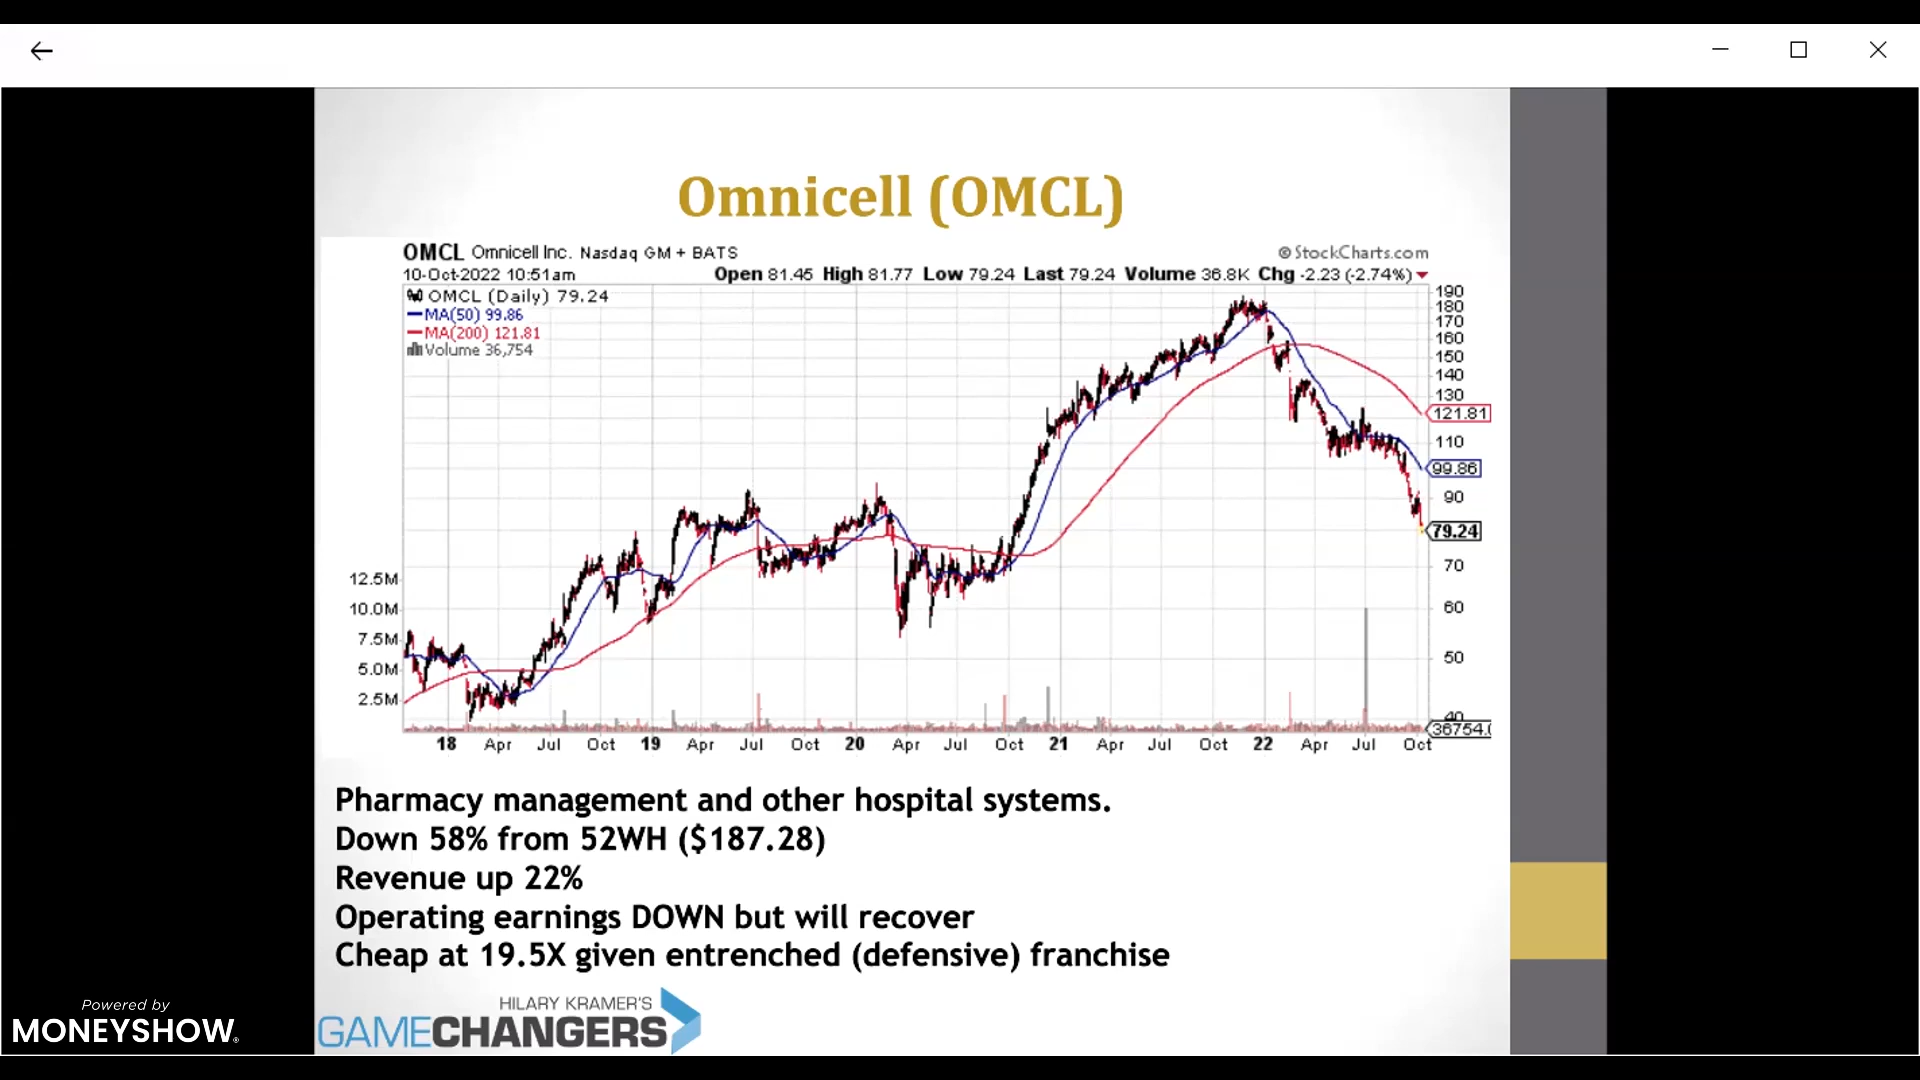 Omnicell (OMCL)
OMCL Omnicell Inc. Nasdaq GM + BATS
© StockCharts.com
10-Oct-2022 10:51am
Open 81.45 High 81.77 Low 79.24 Last 79.24 Volume 36.8K Chg -2.23 (-2.74%)
OMCL (Daily) 79.24
MA(50) 99.86
MA(200) 121.81
Volume 36,754
190
180
170
160
150
140
130
121.81
110
99.86
90
79.24
70
60
50
40
36754.0
12.5M
10.0M
7.5M
5.0M
2.5M
18 Apr Jul Oct 19 Apr Jul Oct 20 Apr Jul Oct 21 Apr Jul Oct 22 Apr Jul Oct
Pharmacy management and other hospital systems.
Down 58% from 52WH ($187.28)
Revenue up 22%
Operating earnings DOWN but will recover
Cheap at 19.5X given entrenched (defensive) franchise
HILARY KRAMER'S
GAMECHANGERS
Powered by
MONEYSHOW®